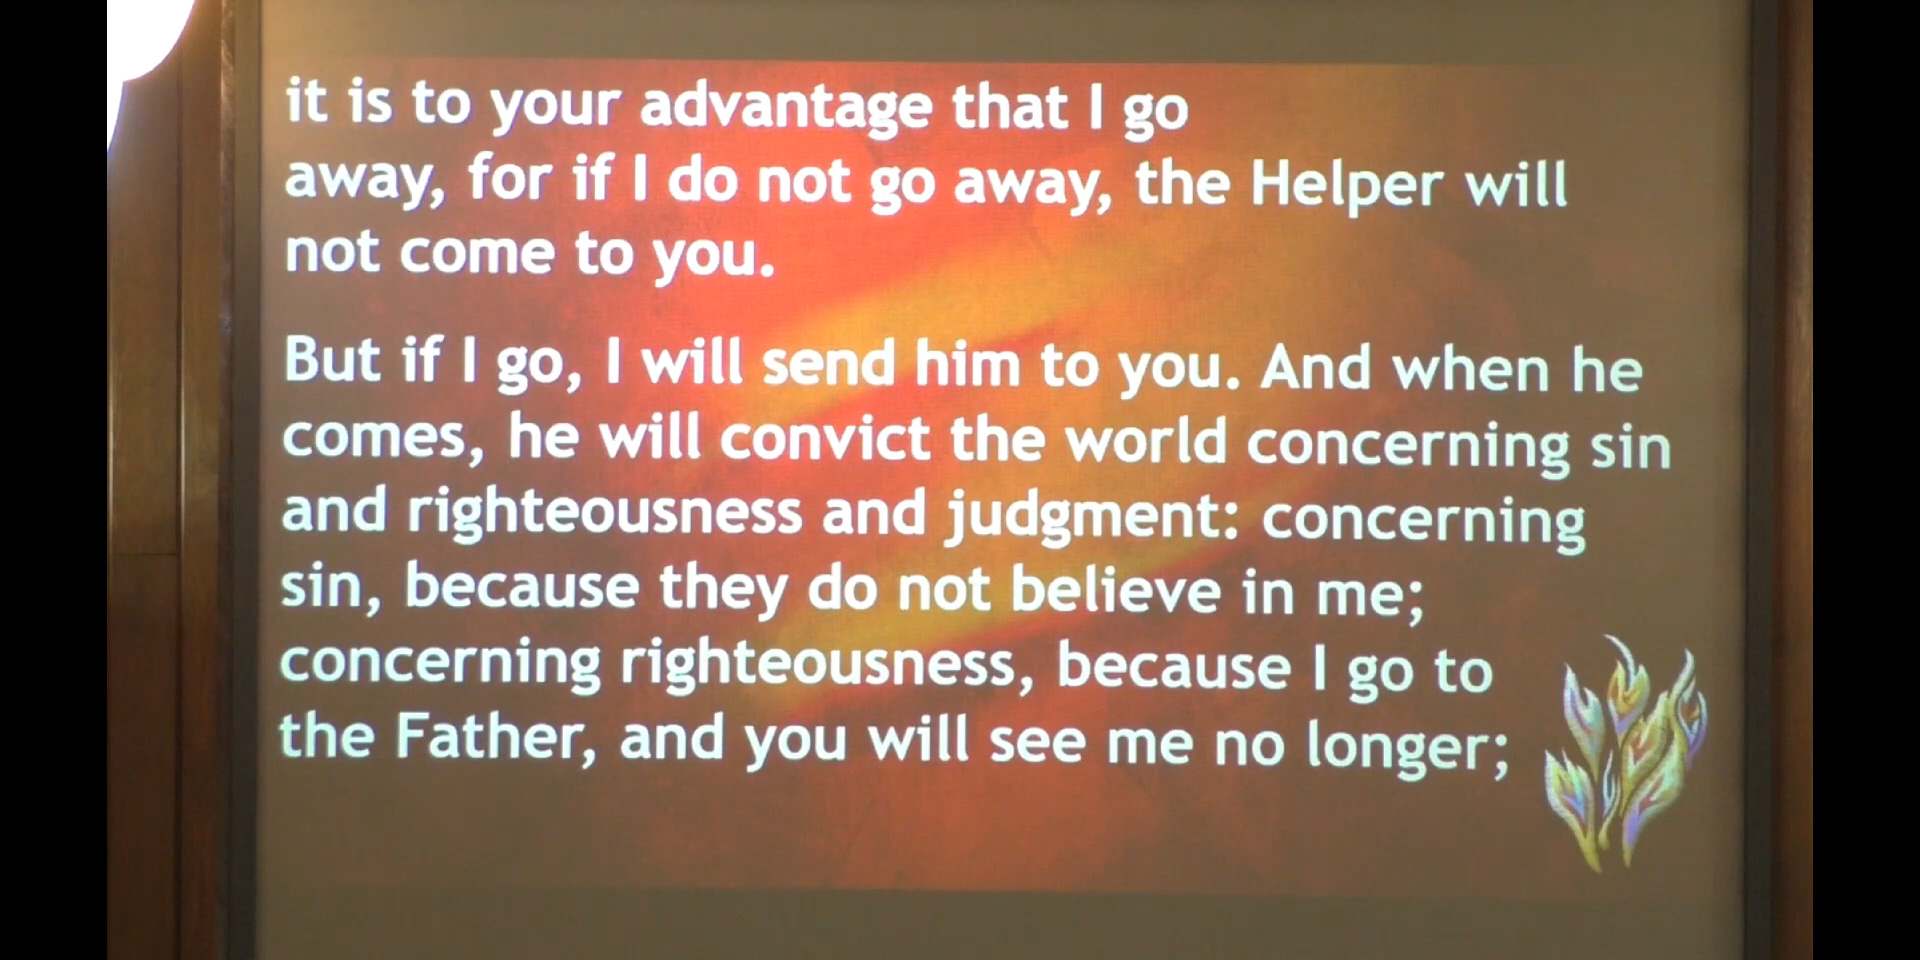 it is to your advantage that I go
away, for if I do not go away, the Helper will
not come to you.
But if I go, I will send him to you. And when he
comes, he will convict the world concerning sin
and righteousness and judgment: concerning
sin, because they do not believe in me;
concerning righteousness, because I go to
the Father, and you will see me no longer;